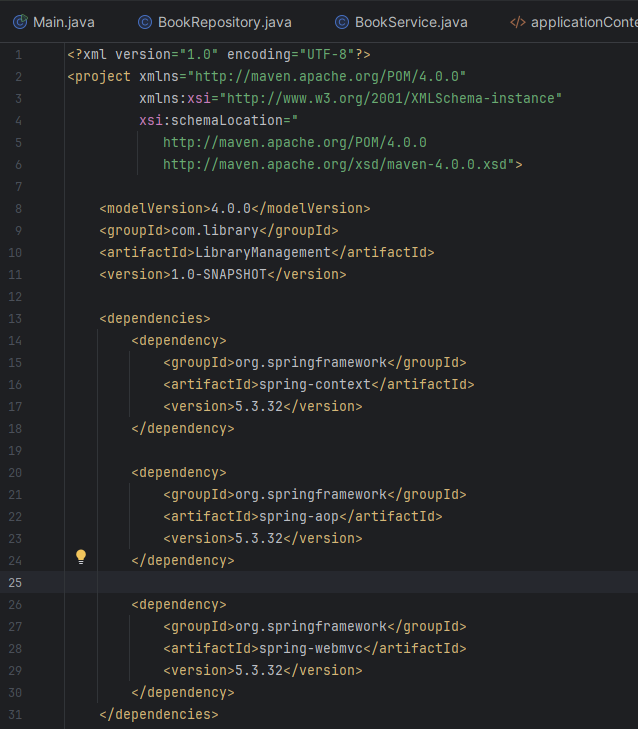 Main.java BookRepository.java BookService.java </> applicationConte
1 <?xml version="1.0" encoding="UTF-8"?>
2 <project xmlns="http://maven.apache.org/POM/4.0.0"
3 xmlns:xsi="http://www.w3.org/2001/XMLSchema-instance"
4 xsi:schemaLocation="
5 http://maven.apache.org/POM/4.0.0
6 http://maven.apache.org/xsd/maven-4.0.0.xsd">
7
8 <modelVersion>4.0.0</modelVersion>
9 <groupId>com.library</groupId>
10 <artifactId>LibraryManagement</artifactId>
11 <version>1.0-SNAPSHOT</version>
12
13 <dependencies>
14 <dependency>
15 <groupId>org.springframework</groupId>
16 <artifactId>spring-context</artifactId>
17 <version>5.3.32</version>
18 </dependency>
19
20 <dependency>
21 <groupId>org.springframework</groupId>
22 <artifactId>spring-aop</artifactId>
23 <version>5.3.32</version>
24 </dependency>
25
26 <dependency>
27 <groupId>org.springframework</groupId>
28 <artifactId>spring-webmvc</artifactId>
29 <version>5.3.32</version>
30 </dependency>
31 </dependencies>